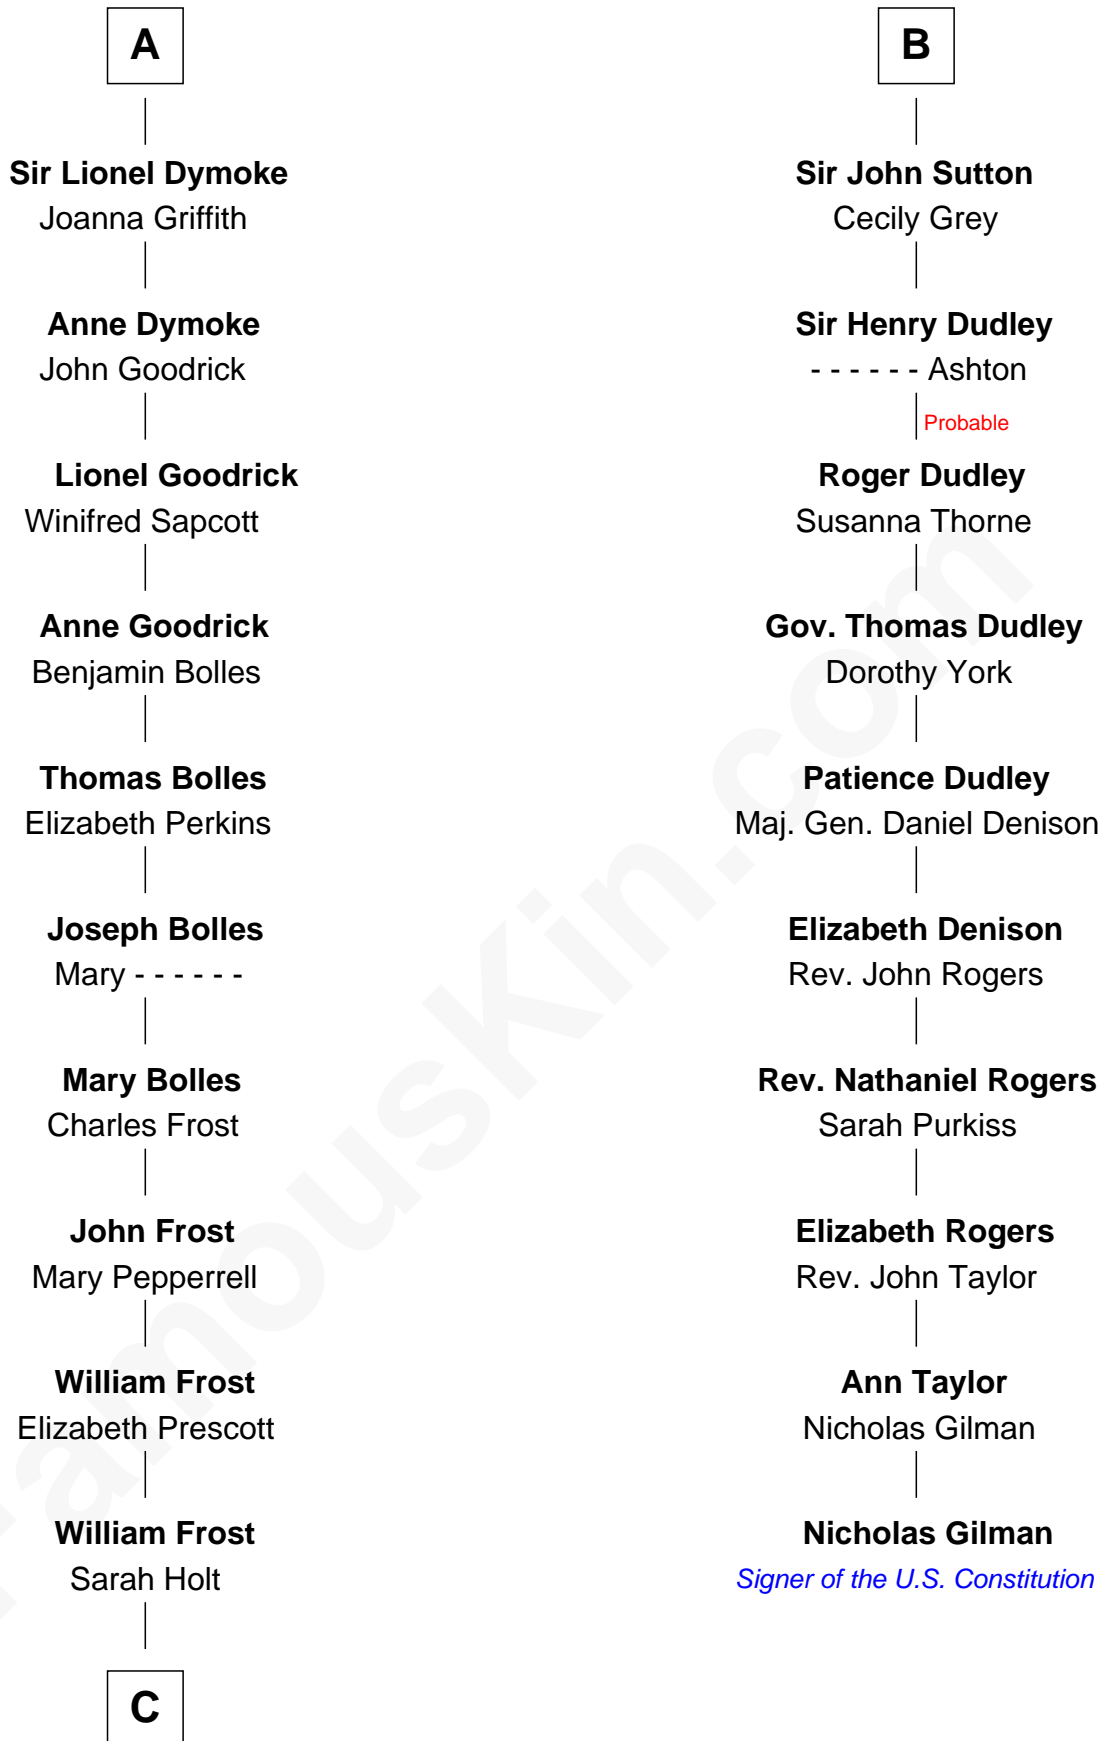 A
Sir Lionel Dymoke
Joanna Griffith
Anne Dymoke
John Goodrick
Lionel Goodrick
Winifred Sapcott
Anne Goodrick
Benjamin Bolles
Thomas Bolles
Elizabeth Perkins
Joseph Bolles
Mary - - - - - -
Mary Bolles
Charles Frost
John Frost
Mary Pepperrell
William Frost
Elizabeth Prescott
William Frost
Sarah Holt
C
B
Sir John Sutton
Cecily Grey
Sir Henry Dudley
- - - - - - Ashton
Probable
Roger Dudley
Susanna Thorne
Gov. Thomas Dudley
Dorothy York
Patience Dudley
Maj. Gen. Daniel Denison
Elizabeth Denison
Rev. John Rogers
Rev. Nathaniel Rogers
Sarah Purkiss
Elizabeth Rogers
Rev. John Taylor
Ann Taylor
Nicholas Gilman
Nicholas Gilman
Signer of the U.S. Constitution
FamousKin.com